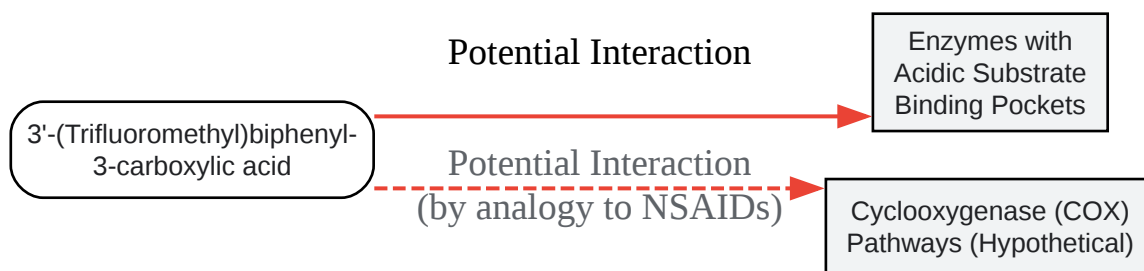 3'-(Trifluoromethyl)biphenyl-
3-carboxylic acid
Potential Interaction
Enzymes with
Acidic Substrate
Binding Pockets
Potential Interaction
(by analogy to NSAIDs)
Cyclooxygenase (COX)
Pathways (Hypothetical)